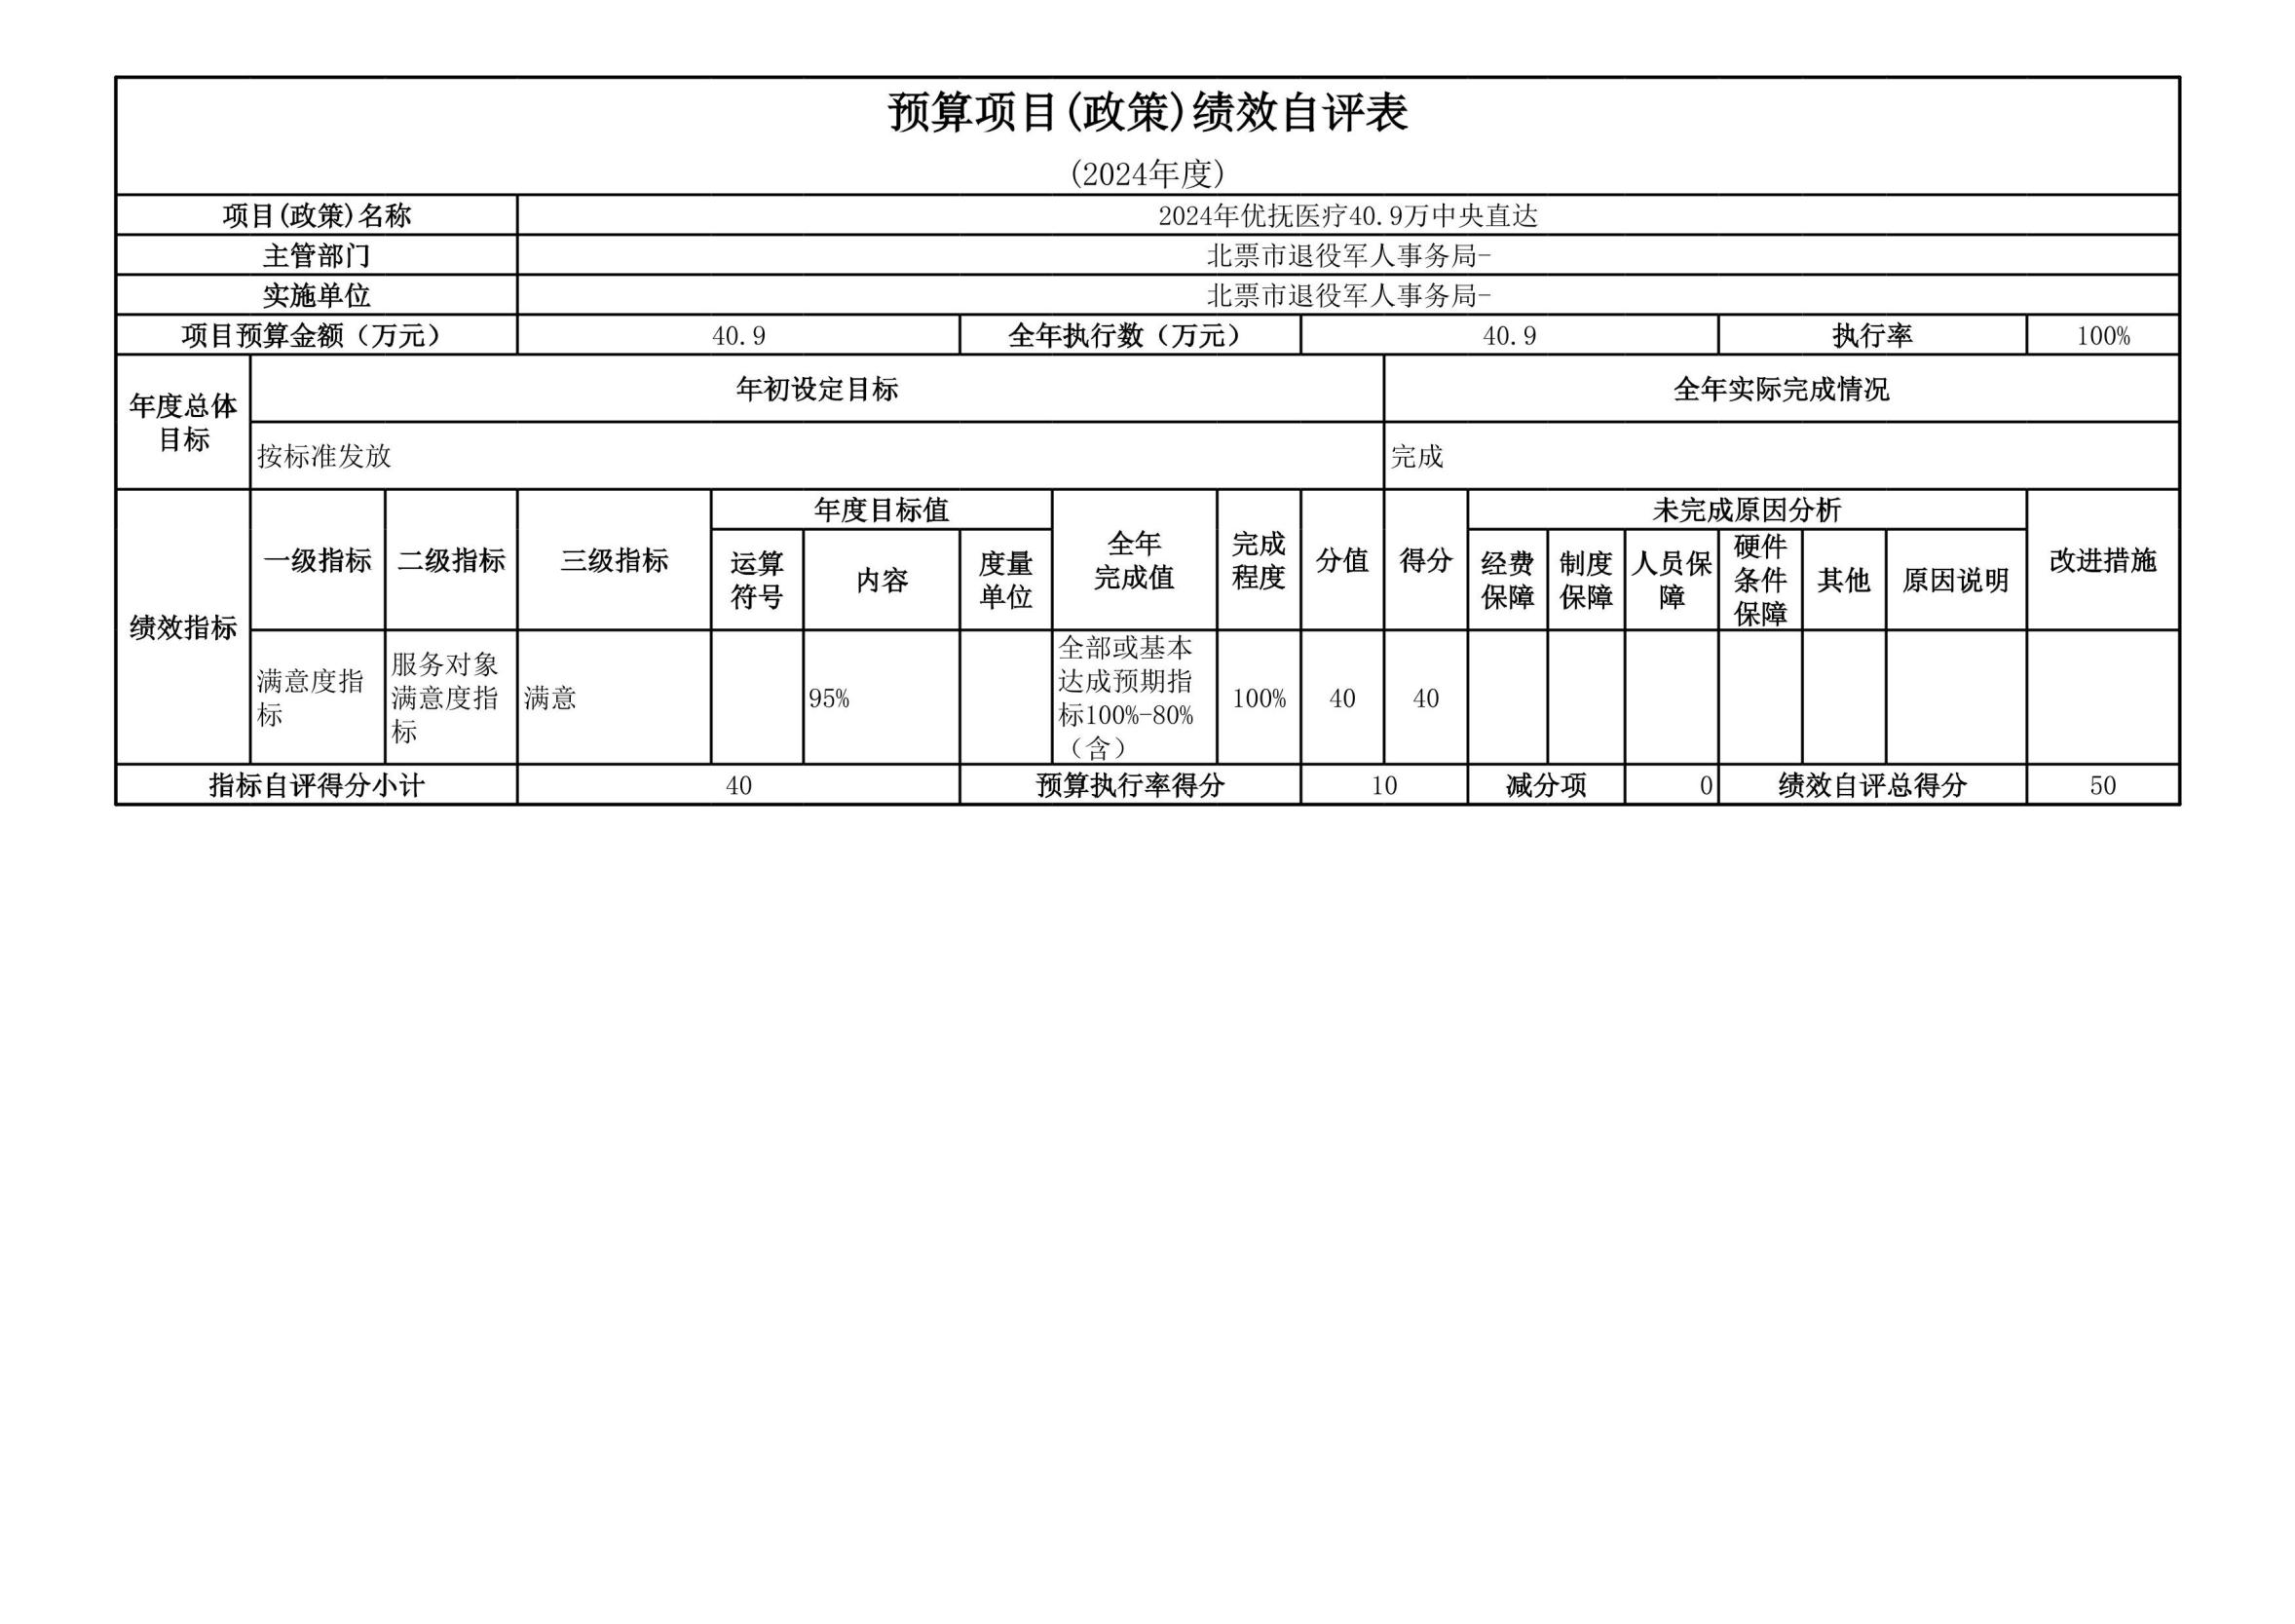 预算项目(政策)绩效自评表
(2024年度)
项目(政策)名称 2024年优抚医疗40.9万中央直达
主管部门 北票市退役军人事务局-
实施单位 北票市退役军人事务局-
项目预算金额（万元） 40.9 全年执行数（万元） 40.9 执行率 100%
年度总体
目标
年初设定目标 全年实际完成情况
按标准发放 完成
绩效指标
一级指标 二级指标 三级指标
年度目标值
运算
符号
内容
度量
单位
全年
完成值
完成
程度
分值 得分
未完成原因分析
经费
保障
制度
保障
人员保
障
硬件
条件
保障
其他 原因说明
改进措施
满意度指
标
服务对象
满意度指
标
满意
95%
全部或基本
达成预期指
标100%-80%
（含）
100% 40 40
指标自评得分小计 40 预算执行率得分 10 减分项 0 绩效自评总得分 50